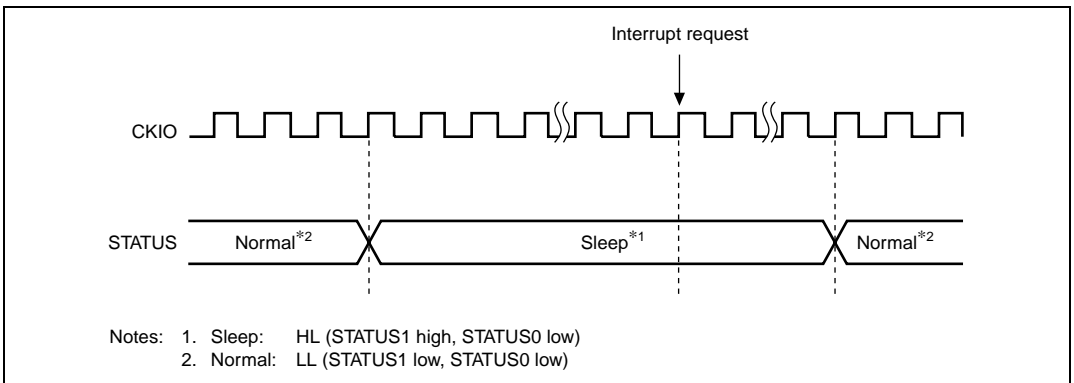 Interrupt request
CKIO
STATUS Normal*2 Sleep*1 Normal*2
Notes: 1. Sleep: HL (STATUS1 high, STATUS0 low)
2. Normal: LL (STATUS1 low, STATUS0 low)